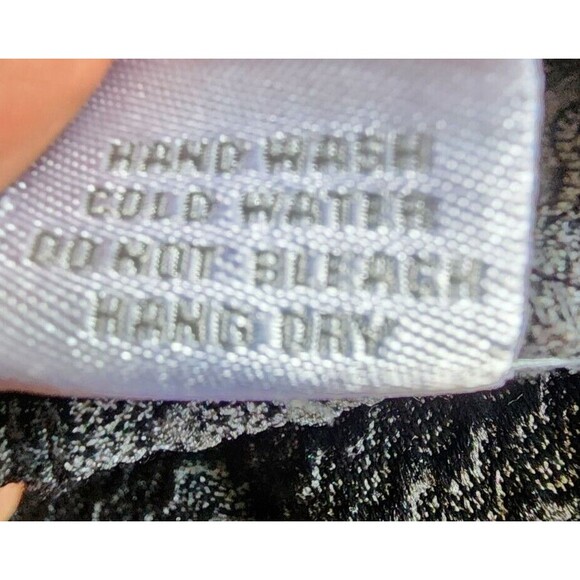 HAND WASH
COLD WATER
DO NOT BLEACH
HANG DRY